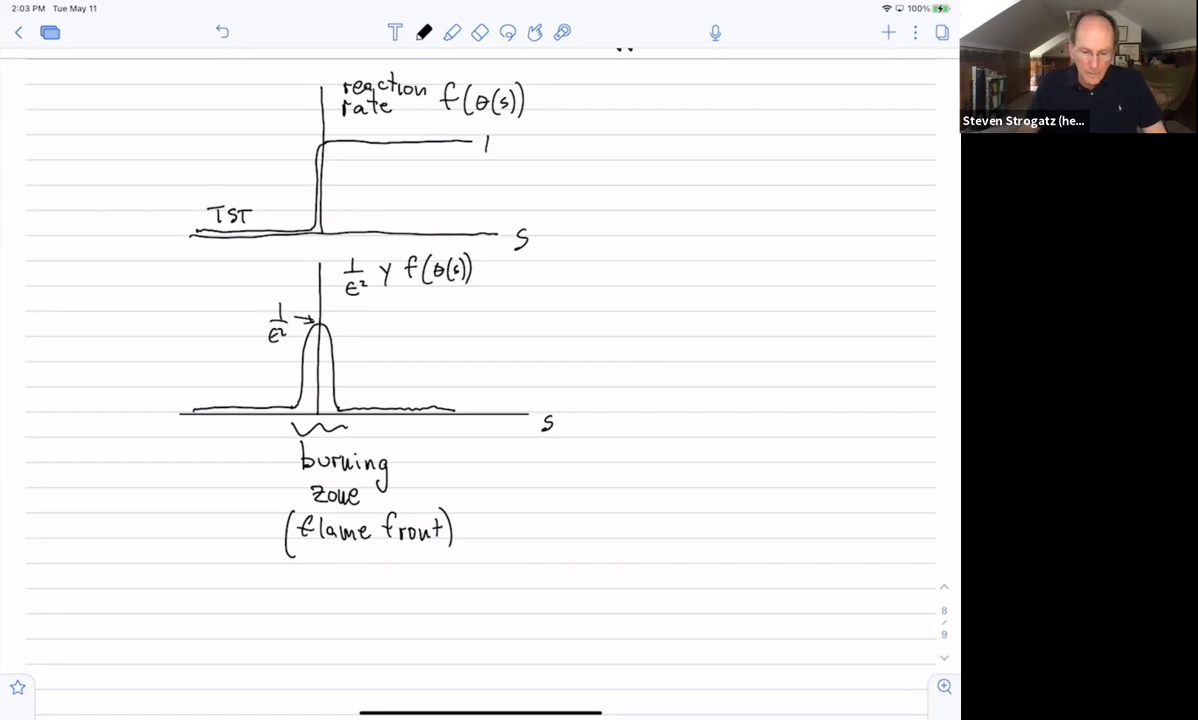 2:03 PM Tue May 11
100%
reaction
rate f(θ(s))
1
TST
s
1/ε² y f(θ(s))
1/ε²
s
burning
zone
(flame front)
8
/
9
Steven Strogatz (he...